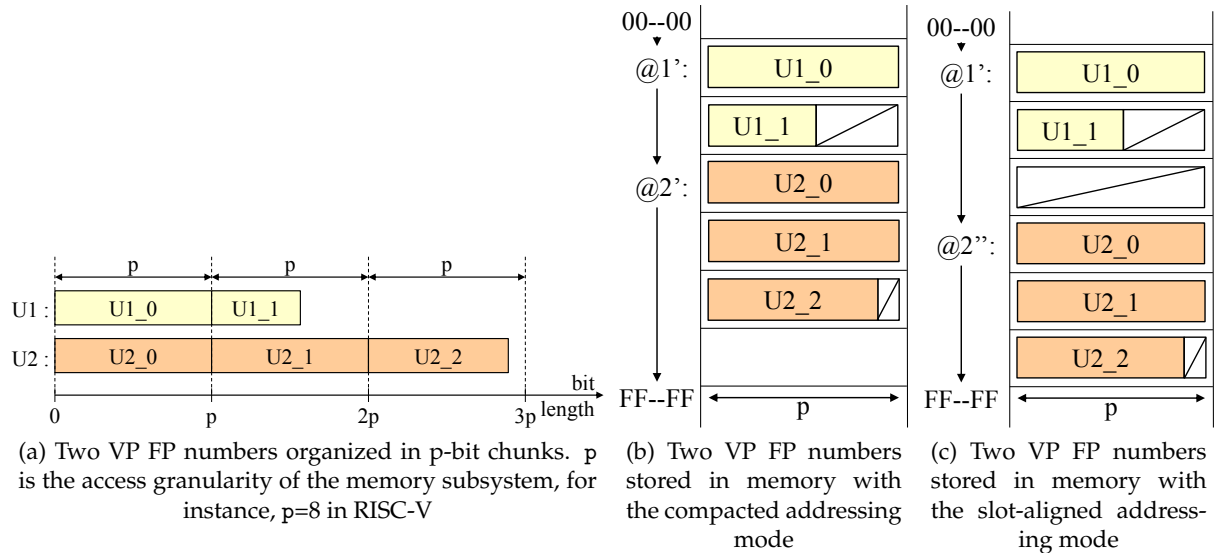 p
p
p
U1 :
U1_0
U1_1
U2 :
U2_0
U2_1
U2_2
bit
length
0
p
2p
3p
(a) Two VP FP numbers organized in p-bit chunks. p
is the access granularity of the memory subsystem, for
instance, p=8 in RISC-V
00--00
@1':
U1_0
U1_1
@2':
U2_0
U2_1
U2_2
FF--FF
p
(b) Two VP FP numbers
stored in memory with
the compacted addressing
mode
00--00
@1':
U1_0
U1_1
@2'':
U2_0
U2_1
U2_2
FF--FF
p
(c) Two VP FP numbers
stored in memory with
the slot-aligned address-
ing mode